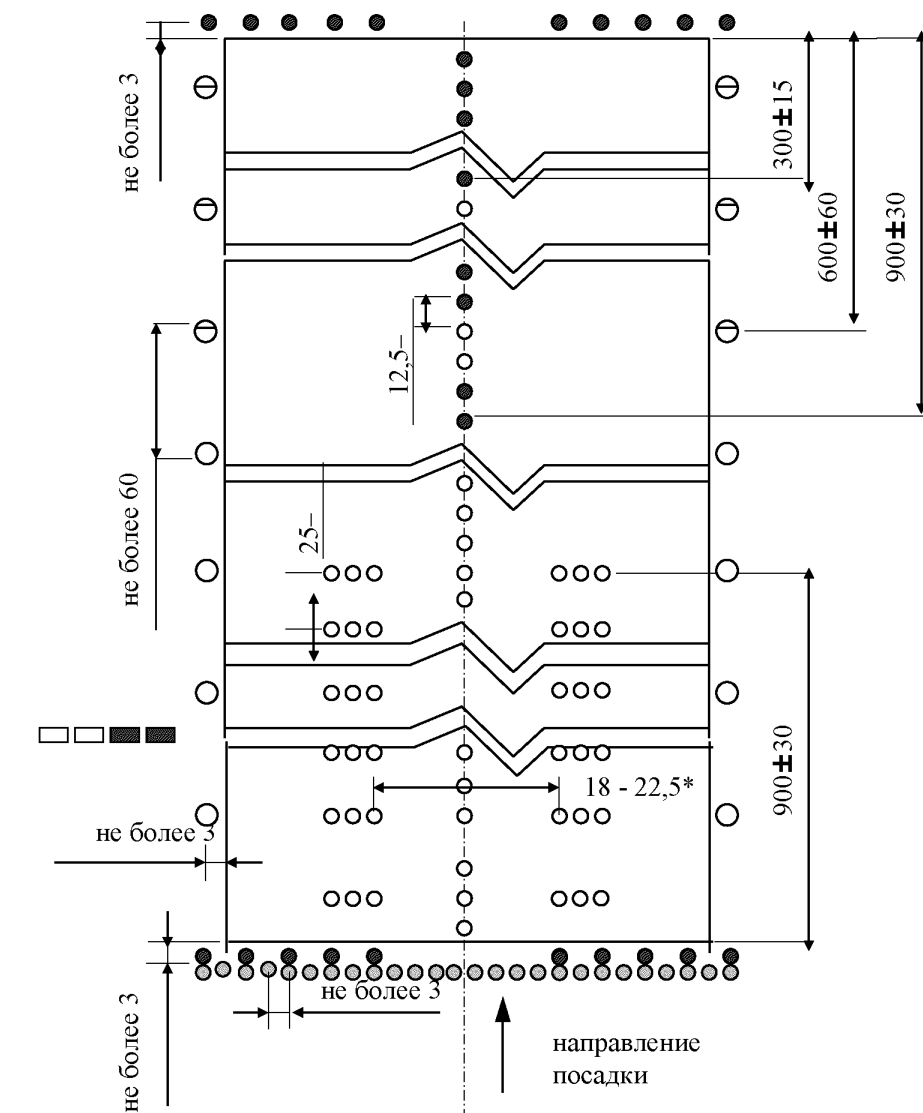 не более 3
300±15
600±60
900±30
12,5–
не более 60
25–
900±30
18 - 22,5*
не более 3
не более 3
не более 3
направление
посадки